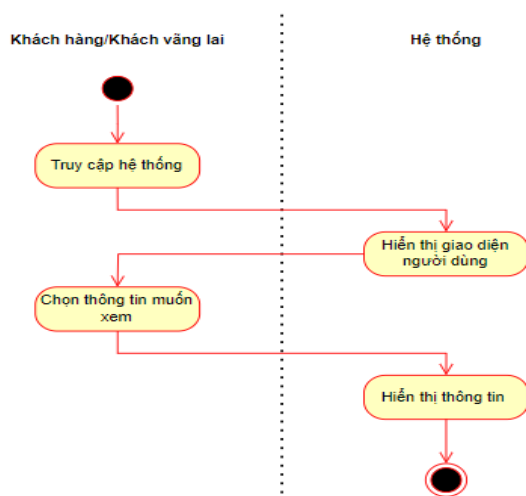 Khách hàng/Khách vãng lai
Hệ thống
Truy cập hệ thống
Hiển thị giao diện
người dùng
Chọn thông tin muốn
xem
Hiển thị thông tin